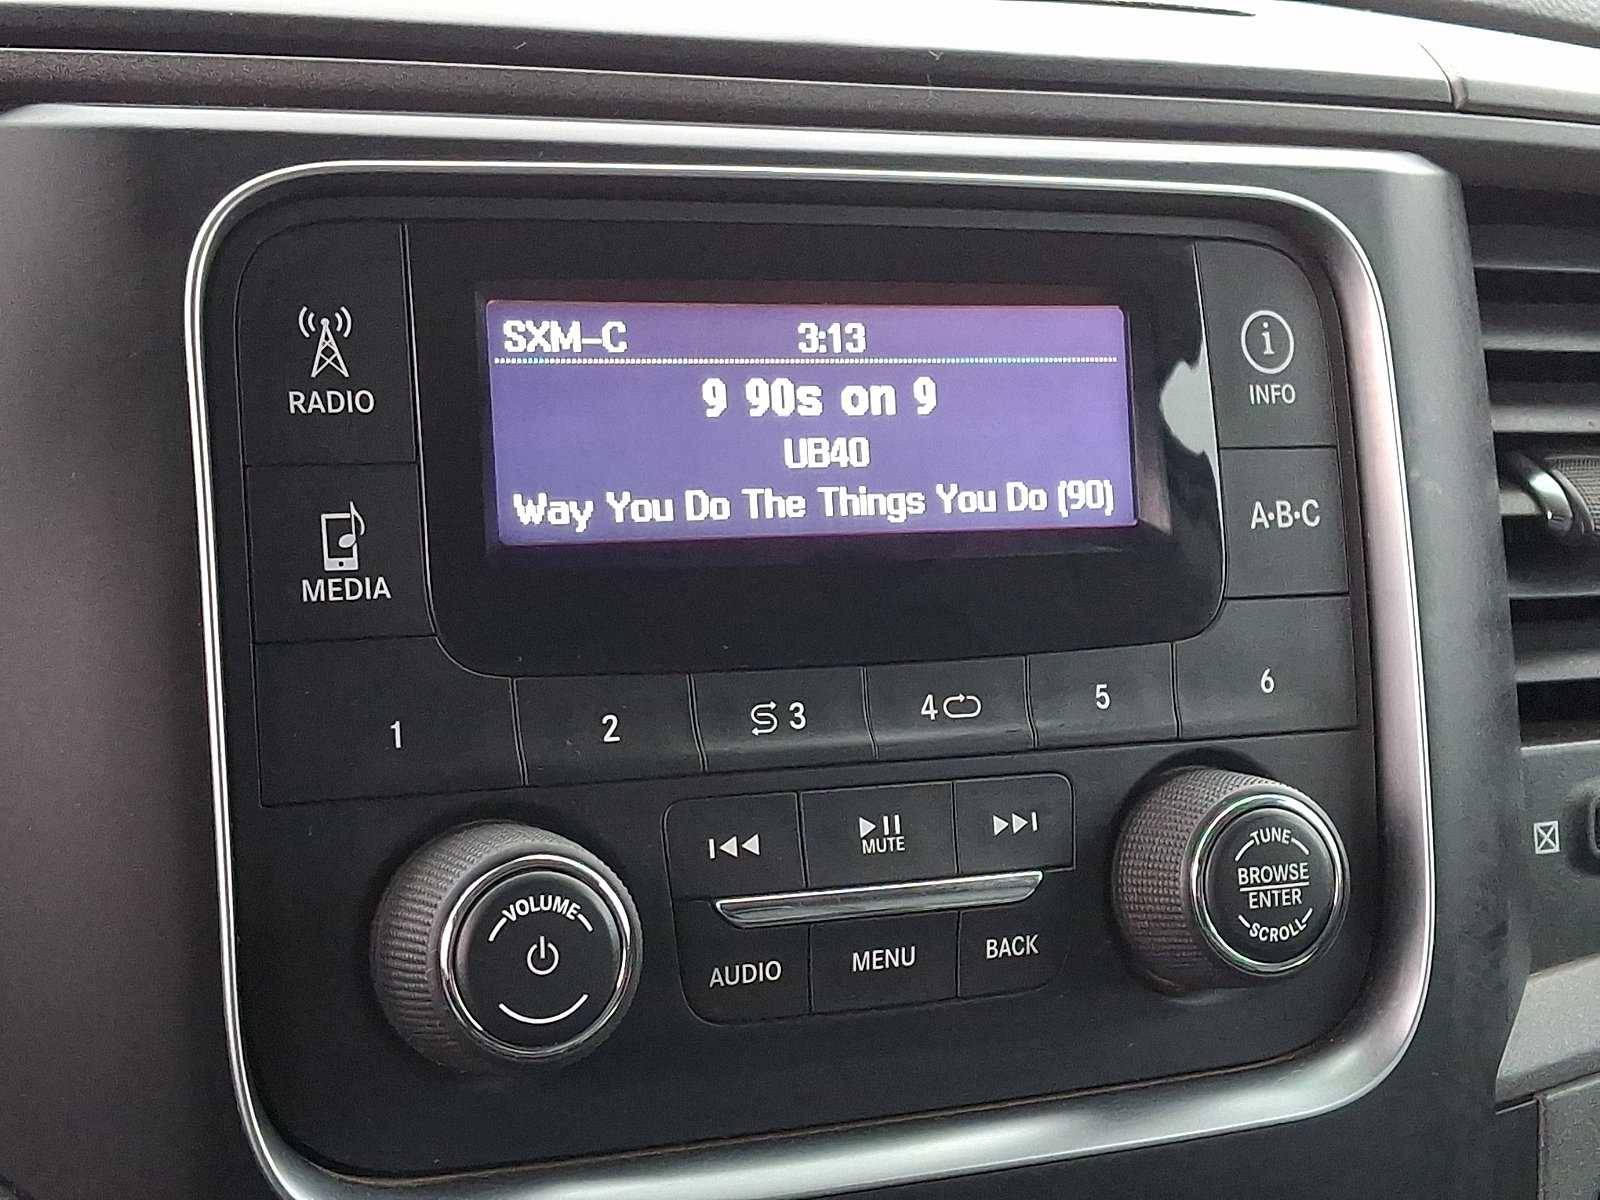 SXM-C 3:13
9 90s on 9
UB40
Way You Do The Things You Do (90)
RADIO
MEDIA
INFO
A·B·C
1 2 3 4 5 6
MUTE
VOLUME
AUDIO MENU BACK
TUNE
BROWSE
ENTER
SCROLL